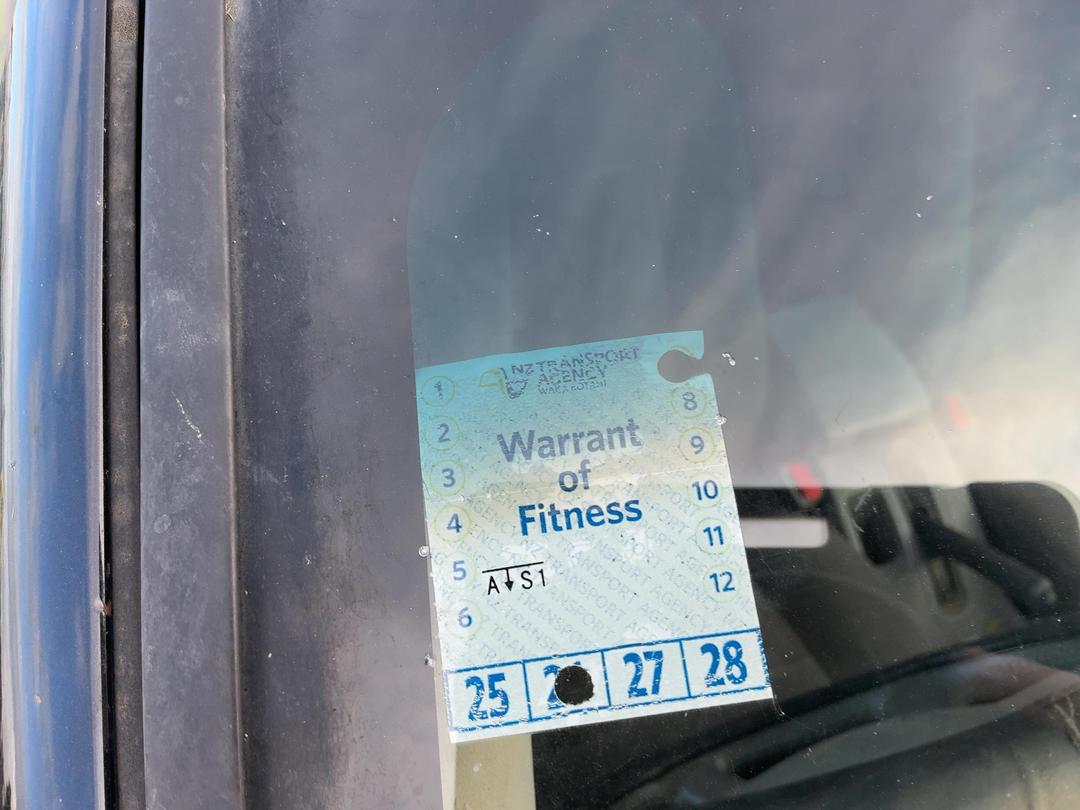 NZ TRANSPORT
AGENCY
WAKA KOTAHI
1
2
3
4
5
6
8
9
10
11
12
Warrant
of
Fitness
A S1
25
27
28